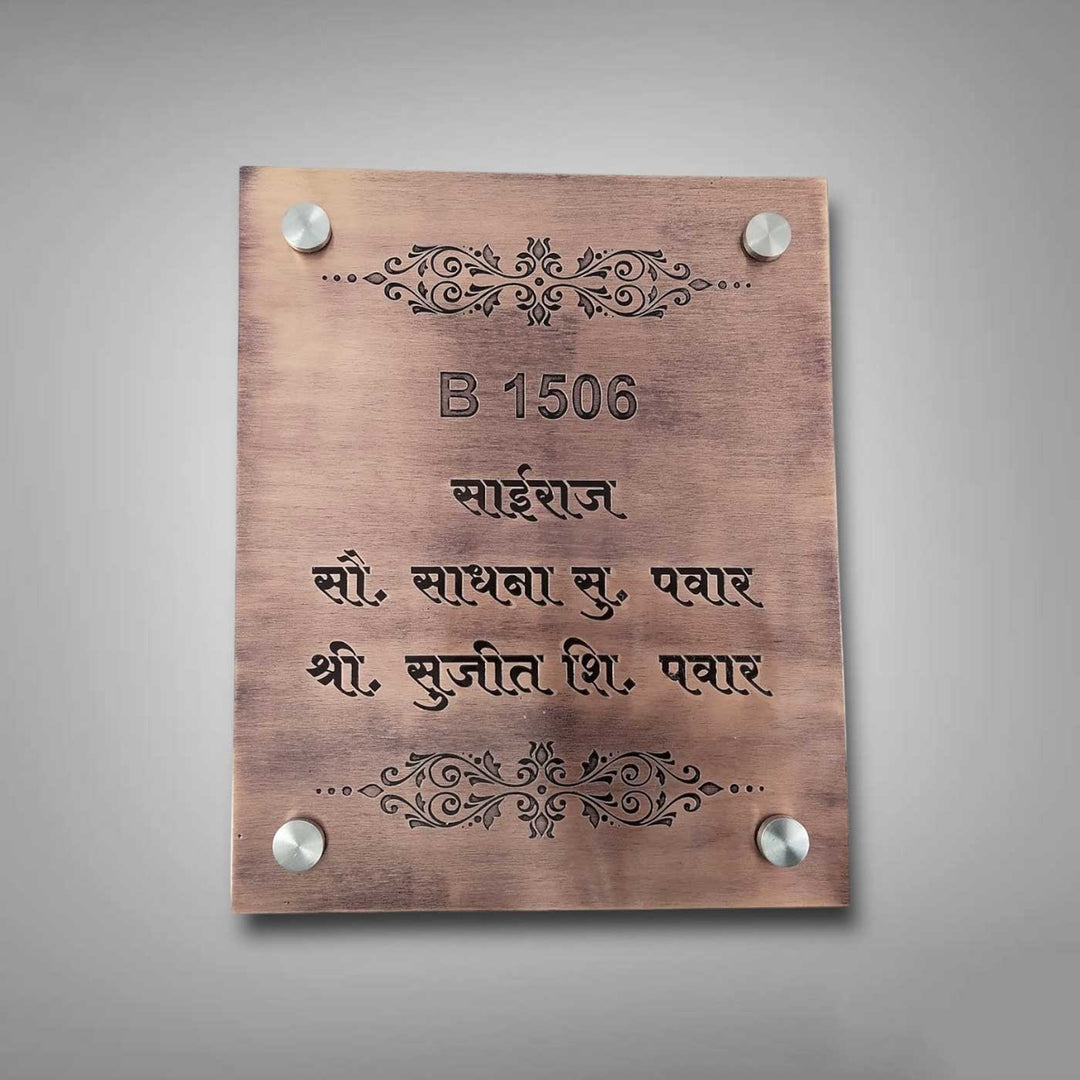 B 1506
साईराज
सौ. साधना सु. पवार
श्री. सुजीत शि. पवार